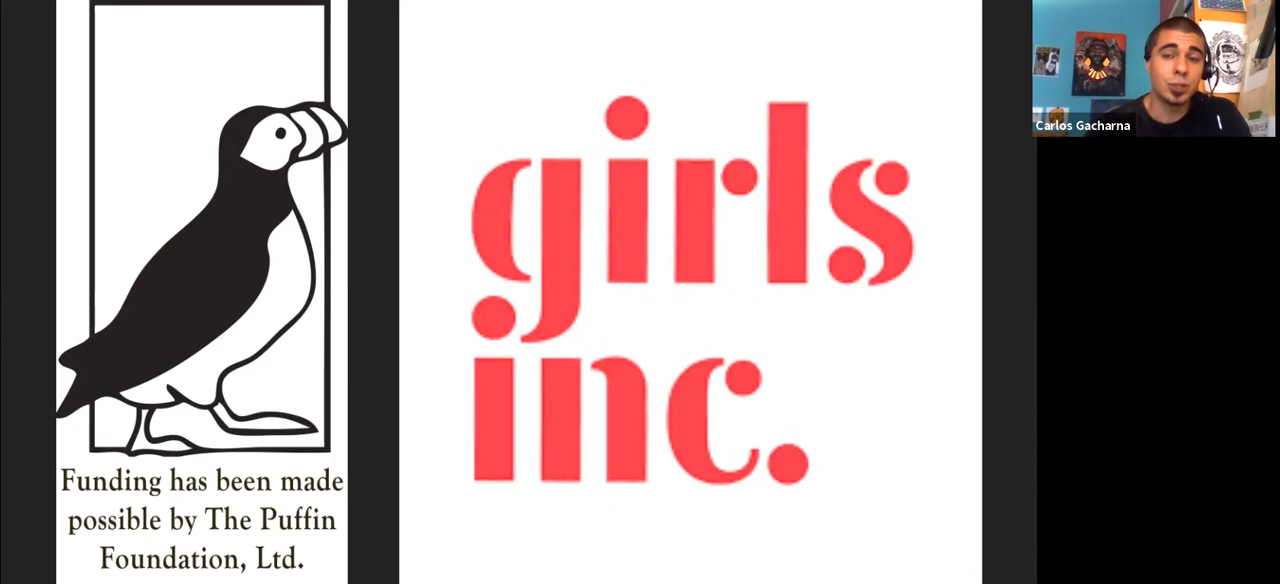 Funding has been made
possible by The Puffin
Foundation, Ltd.
girls
inc.
Carlos Gacharna